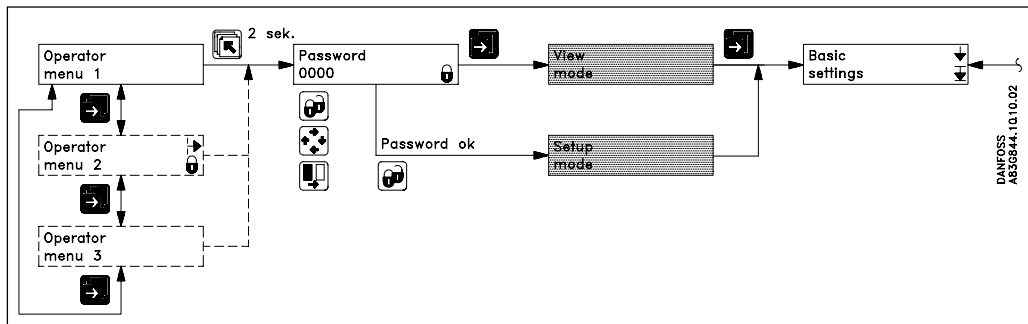 2 sek.
Operator
menu 1
Password
0000
View
mode
Basic
settings
Operator
menu 2
Password ok
Setup
mode
Operator
menu 3
DANFOSS
A83G844.10.10.02